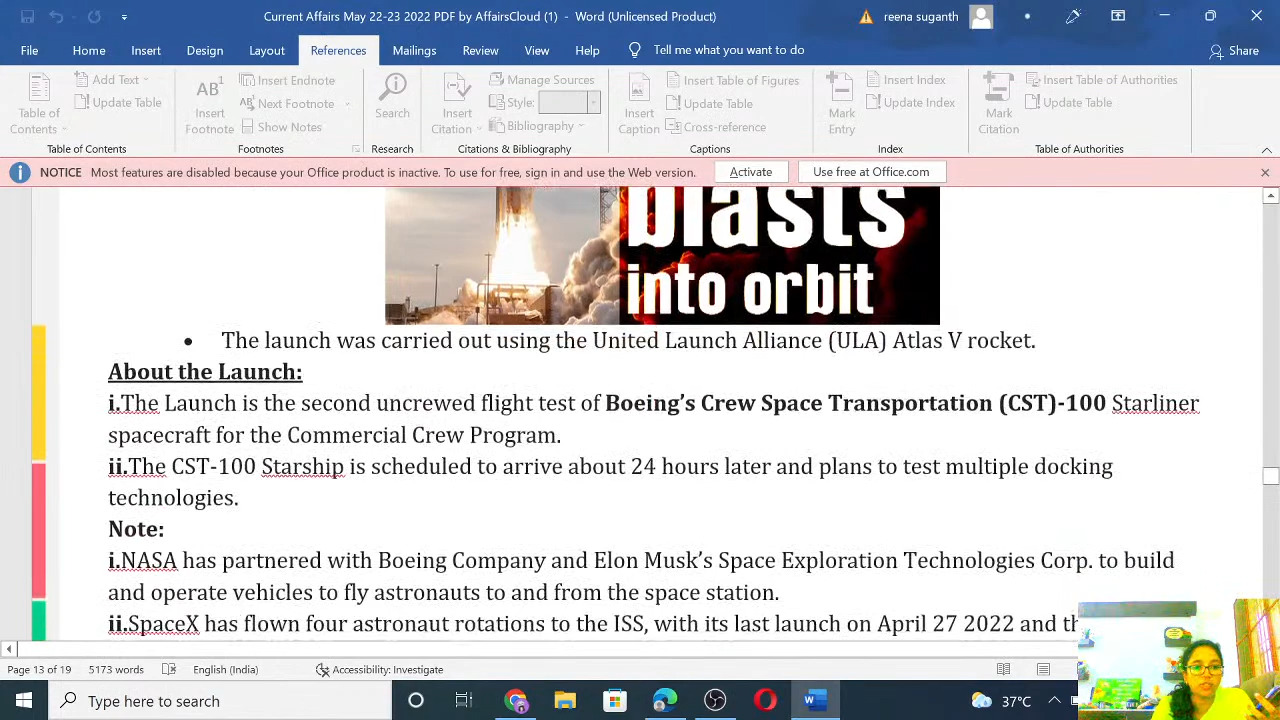 Current Affairs May 22-23 2022 PDF by AffairsCloud (1) - Word (Unlicensed Product)
reena suganth
File Home Insert Design Layout References Mailings Review View Help Tell me what you want to do Share
Table of Contents
Add Text
Update Table
Table of Contents
AB1
Insert Footnote
Insert Endnote
Next Footnote
Show Notes
Footnotes
Search
Research
Insert Citation
Manage Sources
Style:
Bibliography
Citations & Bibliography
Insert Caption
Insert Table of Figures
Update Table
Cross-reference
Captions
Mark Entry
Insert Index
Update Index
Index
Mark Citation
Insert Table of Authorities
Update Table
Table of Authorities
NOTICE Most features are disabled because your Office product is inactive. To use for free, sign in and use the Web version. Activate Use free at Office.com
blasts
into orbit
• The launch was carried out using the United Launch Alliance (ULA) Atlas V rocket.
About the Launch:
i.The Launch is the second uncrewed flight test of Boeing's Crew Space Transportation (CST)-100 Starliner
spacecraft for the Commercial Crew Program.
ii.The CST-100 Starship is scheduled to arrive about 24 hours later and plans to test multiple docking
technologies.
Note:
i.NASA has partnered with Boeing Company and Elon Musk's Space Exploration Technologies Corp. to build
and operate vehicles to fly astronauts to and from the space station.
ii.SpaceX has flown four astronaut rotations to the ISS, with its last launch on April 27 2022 and
Page 13 of 19 5173 words English (India) Accessibility: Investigate
Type here to search
37°C